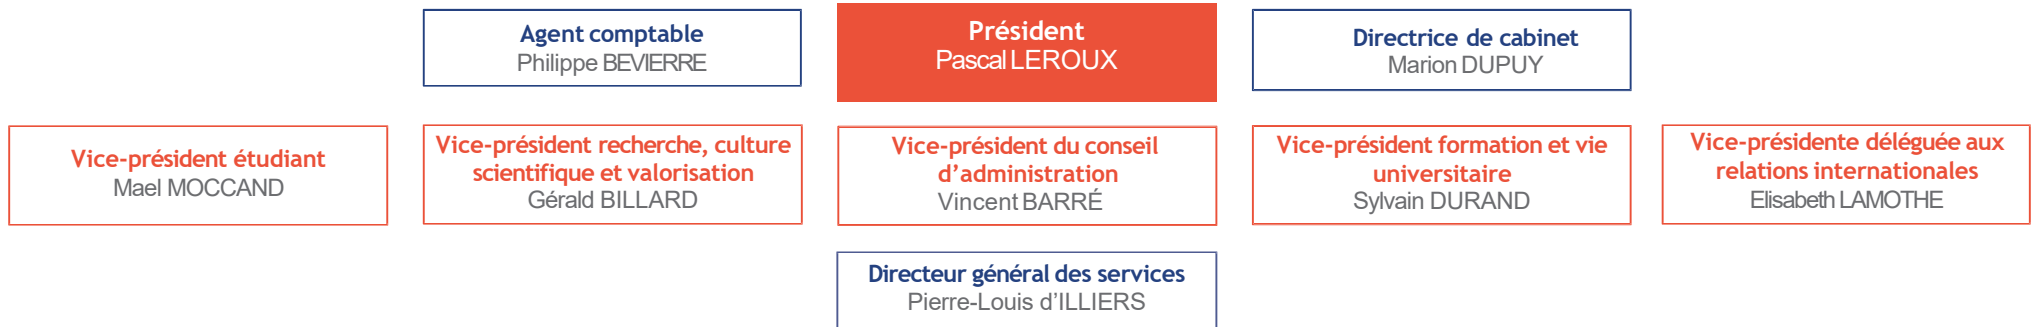 Agent comptable
Philippe BEVIERRE
Président
Pascal LEROUX
Directrice de cabinet
Marion DUPUY
Vice-président étudiant
Mael MOCCAND
Vice-président recherche, culture
scientifique et valorisation
Gérald BILLARD
Vice-président du conseil
d’administration
Vincent BARRÉ
Vice-président formation et vie
universitaire
Sylvain DURAND
Vice-présidente déléguée aux
relations internationales
Elisabeth LAMOTHE
Directeur général des services
Pierre-Louis d’ILLIERS